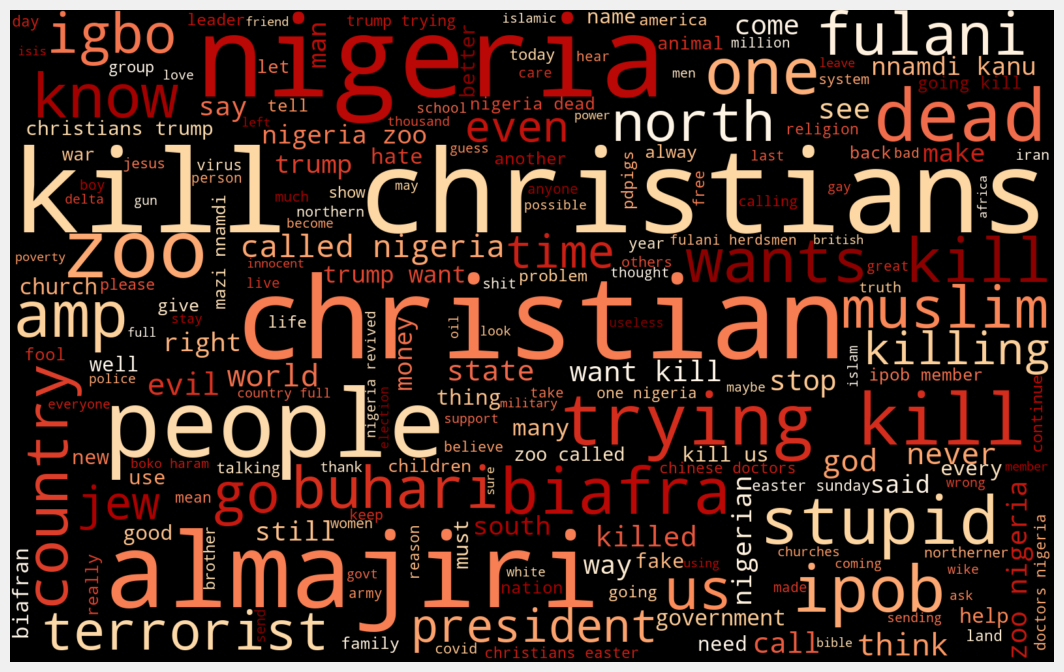 day
leader
friend
trump trying
islamic
name
america
come
fulani
isis
igbo
nigeria
man
group
love
let
better
today
care
hear
men
animal
million
one
system
nnamdi kanu
leave
going kill
know
say
tell
school
nigeria dead
thousand
power
north
see
religion
dead
christians trump
left
nigeria zoo
even
war
jesus
virus
person
trump
hate
guess
another
alway
last
back
bad
make
iran
kill christians
boy
delta
gun
show
may
northern
become
much
anyone
possible
pdpigs
free
calling
gay
africa
zoo
mazi nnamdi
called nigeria
time
year
others
fulani herdsmen
british
wants kill
great
poverty
innocent
live
trump want
shit
problem
thought
truth
church
please
amp
full
give
stay
christian
life
oil
look
useless
muslim
right
money
nigeria revived
killing
islam
fool
well
police
evil
world
country full
state
want kill
maybe
stop
ipob member
country
everyone
people
election
thing
military
take
one nigeria
support
many
trying kill
continue
believe
new
boko haram
use
talking
thank
children
sure
zoo called
kill us
chinese doctors
god
never
every
member
wrong
jew
mean
go
buhari
biafra
easter sunday
said
keep
women
good
still
brother
reason
must
south
killed
nigerian
stupid
zoo nigeria
doctors nigeria
biafran
really
almajiri
govt
army
white
nation
way
fake
using
going
us
churches
coming
northerner
wike
made
ipob
ask
sending
help
land
terrorist
send
family
covid
president
christians easter
government
need
call
bible
think